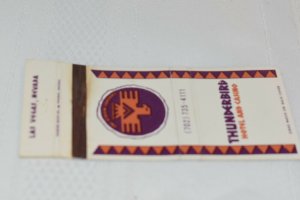 LAS VEGAS, NEVADA
(702) 735-4111
THUNDERBIRD
HOTEL AND CASINO